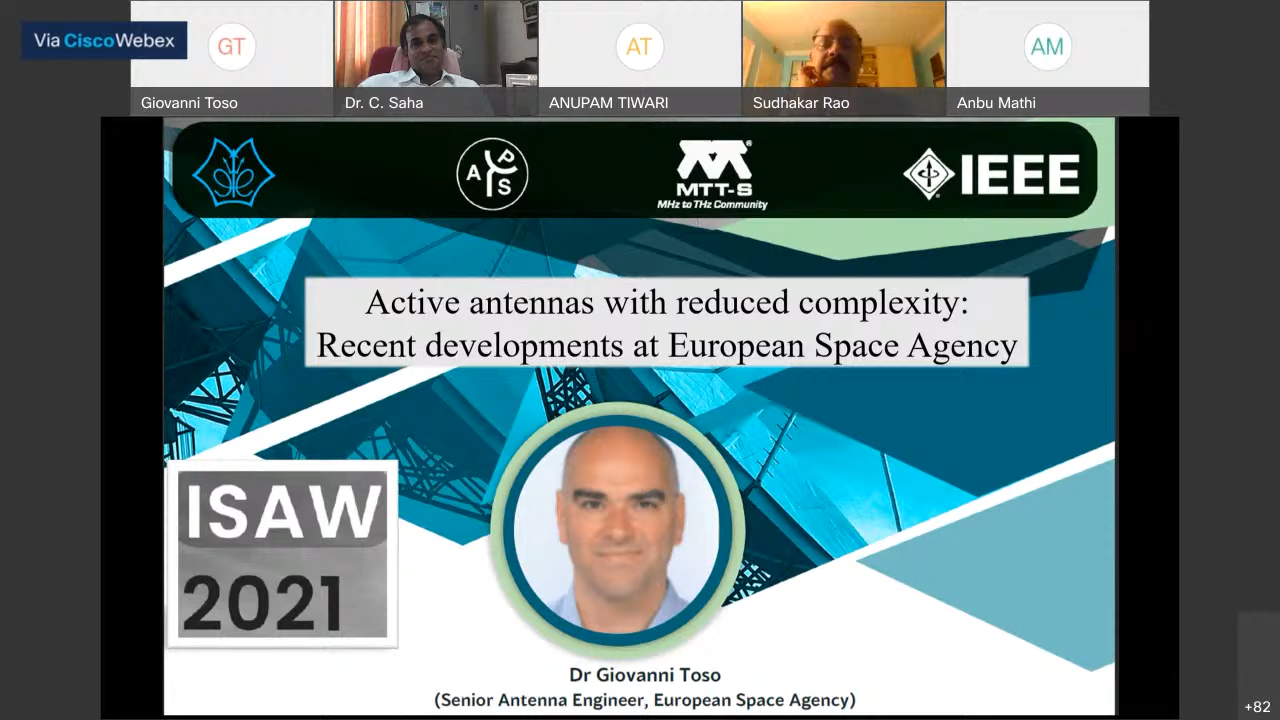 Via Cisco Webex
GT
AT
AM
Giovanni Toso
Dr. C. Saha
ANUPAM TIWARI
Sudhakar Rao
Anbu Mathi
APS
MTT-S
MHz to THz Community
IEEE
Active antennas with reduced complexity:
Recent developments at European Space Agency
ISAW
2021
Dr Giovanni Toso
(Senior Antenna Engineer, European Space Agency)
+82